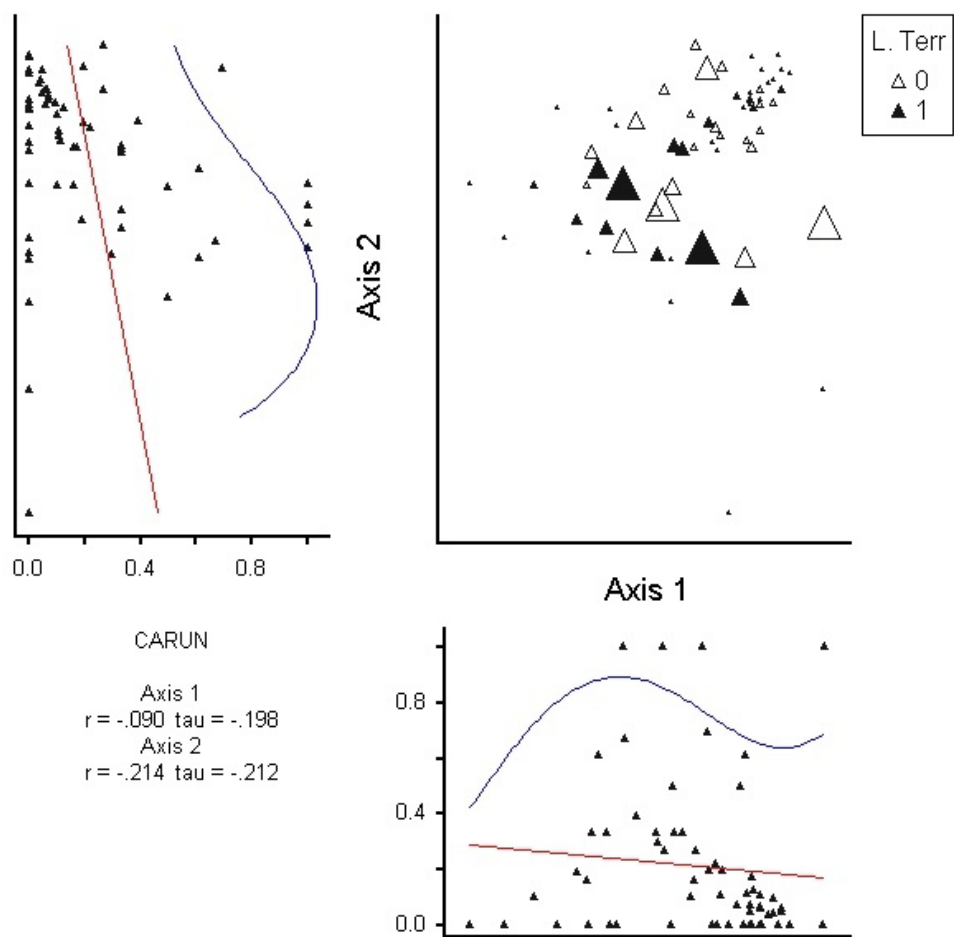 L. Terr
0
1
Axis 2
0.0 0.4 0.8
Axis 1
CARUN
Axis 1
r = -.090 tau = -.198
Axis 2
r = -.214 tau = -.212
0.8
0.4
0.0